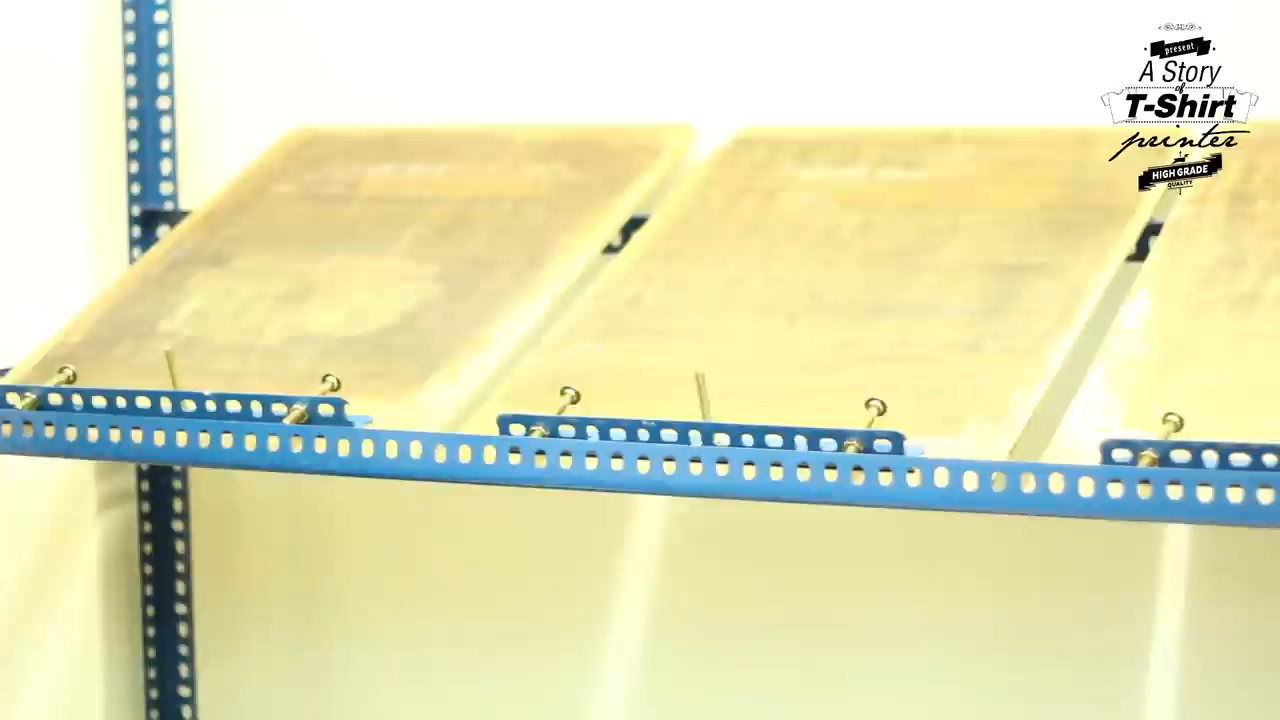 present
A Story
of
T-Shirt
printer
HIGH GRADE
QUALITY